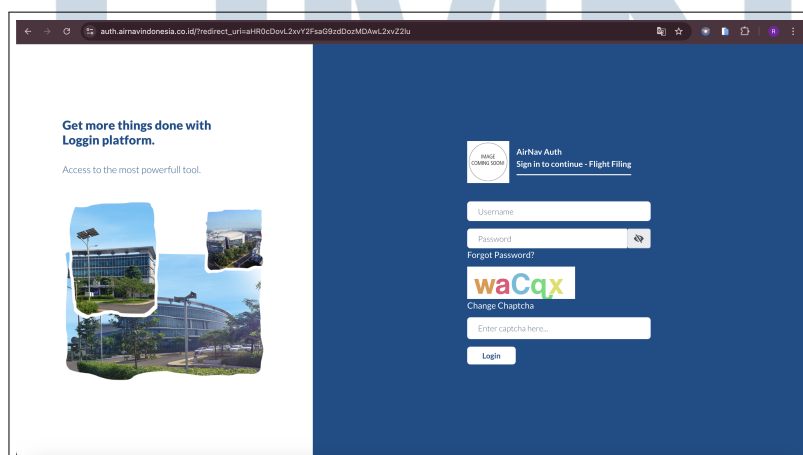 auth.airnavindonesia.co.id/?redirect_uri=aHR0cDovL2xvY2FsaG9zdDozMDAwL2xvZ2lu
R
Get more things done with
Loggin platform.
Access to the most powerfull tool.
IMAGE
COMING SOON
AirNav Auth
Sign in to continue - Flight Filing
Username
Password
Forgot Password?
waCqx
Change Chaptcha
Enter captcha here...
Login